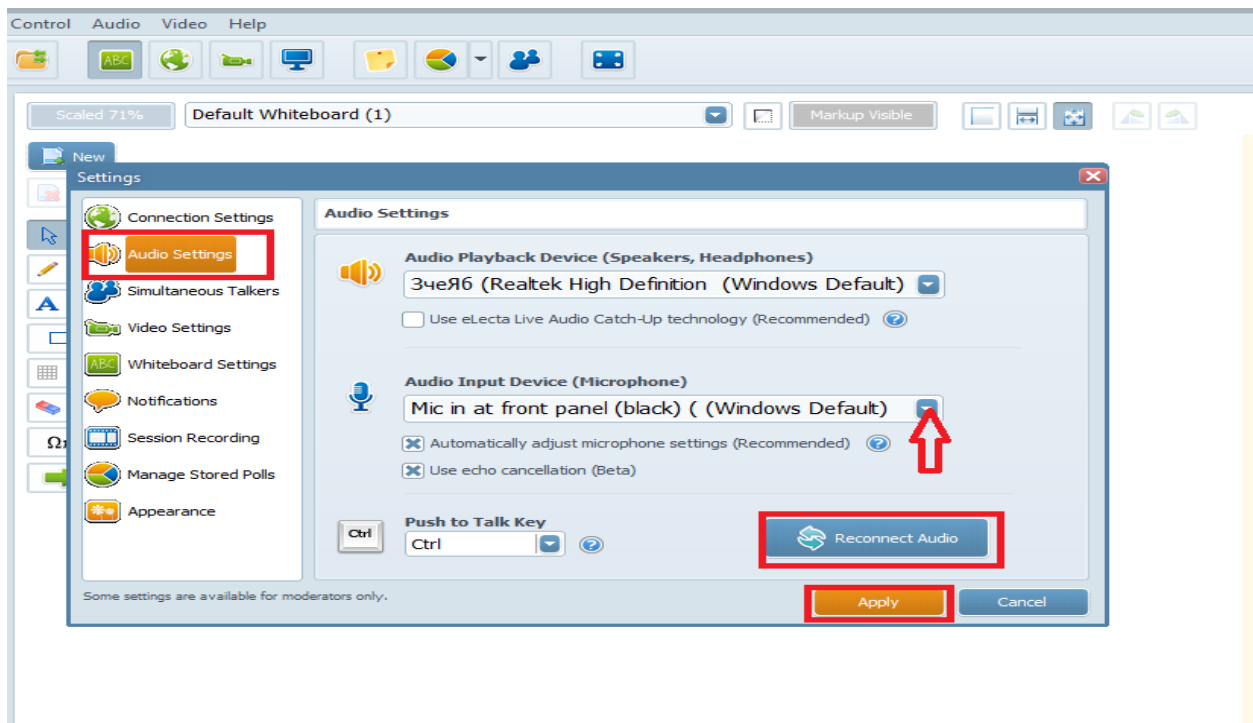 Control Audio Video Help
ABC
Scaled 71% Default Whiteboard (1) Markup Visible
New
Settings
Connection Settings
Audio Settings
Simultaneous Talkers
Video Settings
ABC Whiteboard Settings
Notifications
Session Recording
Manage Stored Polls
Appearance
Audio Settings
Audio Playback Device (Speakers, Headphones)
ЗчеЯб (Realtek High Definition (Windows Default)
Use eLecta Live Audio Catch-Up technology (Recommended) ?
Audio Input Device (Microphone)
Mic in at front panel (black) ( (Windows Default)
Automatically adjust microphone settings (Recommended) ?
Use echo cancellation (Beta)
Ctrl
Push to Talk Key
Ctrl ?
Reconnect Audio
Some settings are available for moderators only.
Apply Cancel
A